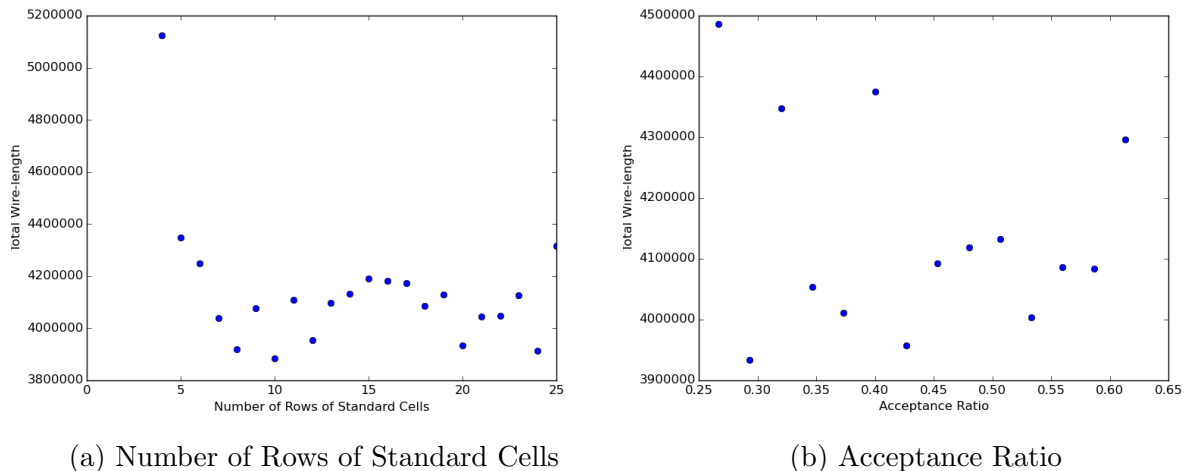 5200000
5000000
4800000
4600000
4400000
4200000
4000000
3800000
Total Wire-length
0 5 10 15 20 25
Number of Rows of Standard Cells
4500000
4400000
4300000
4200000
4100000
4000000
3900000
Total Wire-length
0.25 0.30 0.35 0.40 0.45 0.50 0.55 0.60 0.65
Acceptance Ratio
(a) Number of Rows of Standard Cells
(b) Acceptance Ratio